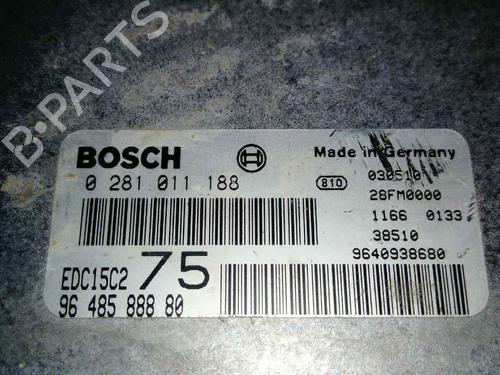 B-PARTS
BOSCH
Made in Germany
0 281 011 188
810
030510
28FM0000
1166 0133
38510
9640938680
EDC15C2
75
96 485 888 80